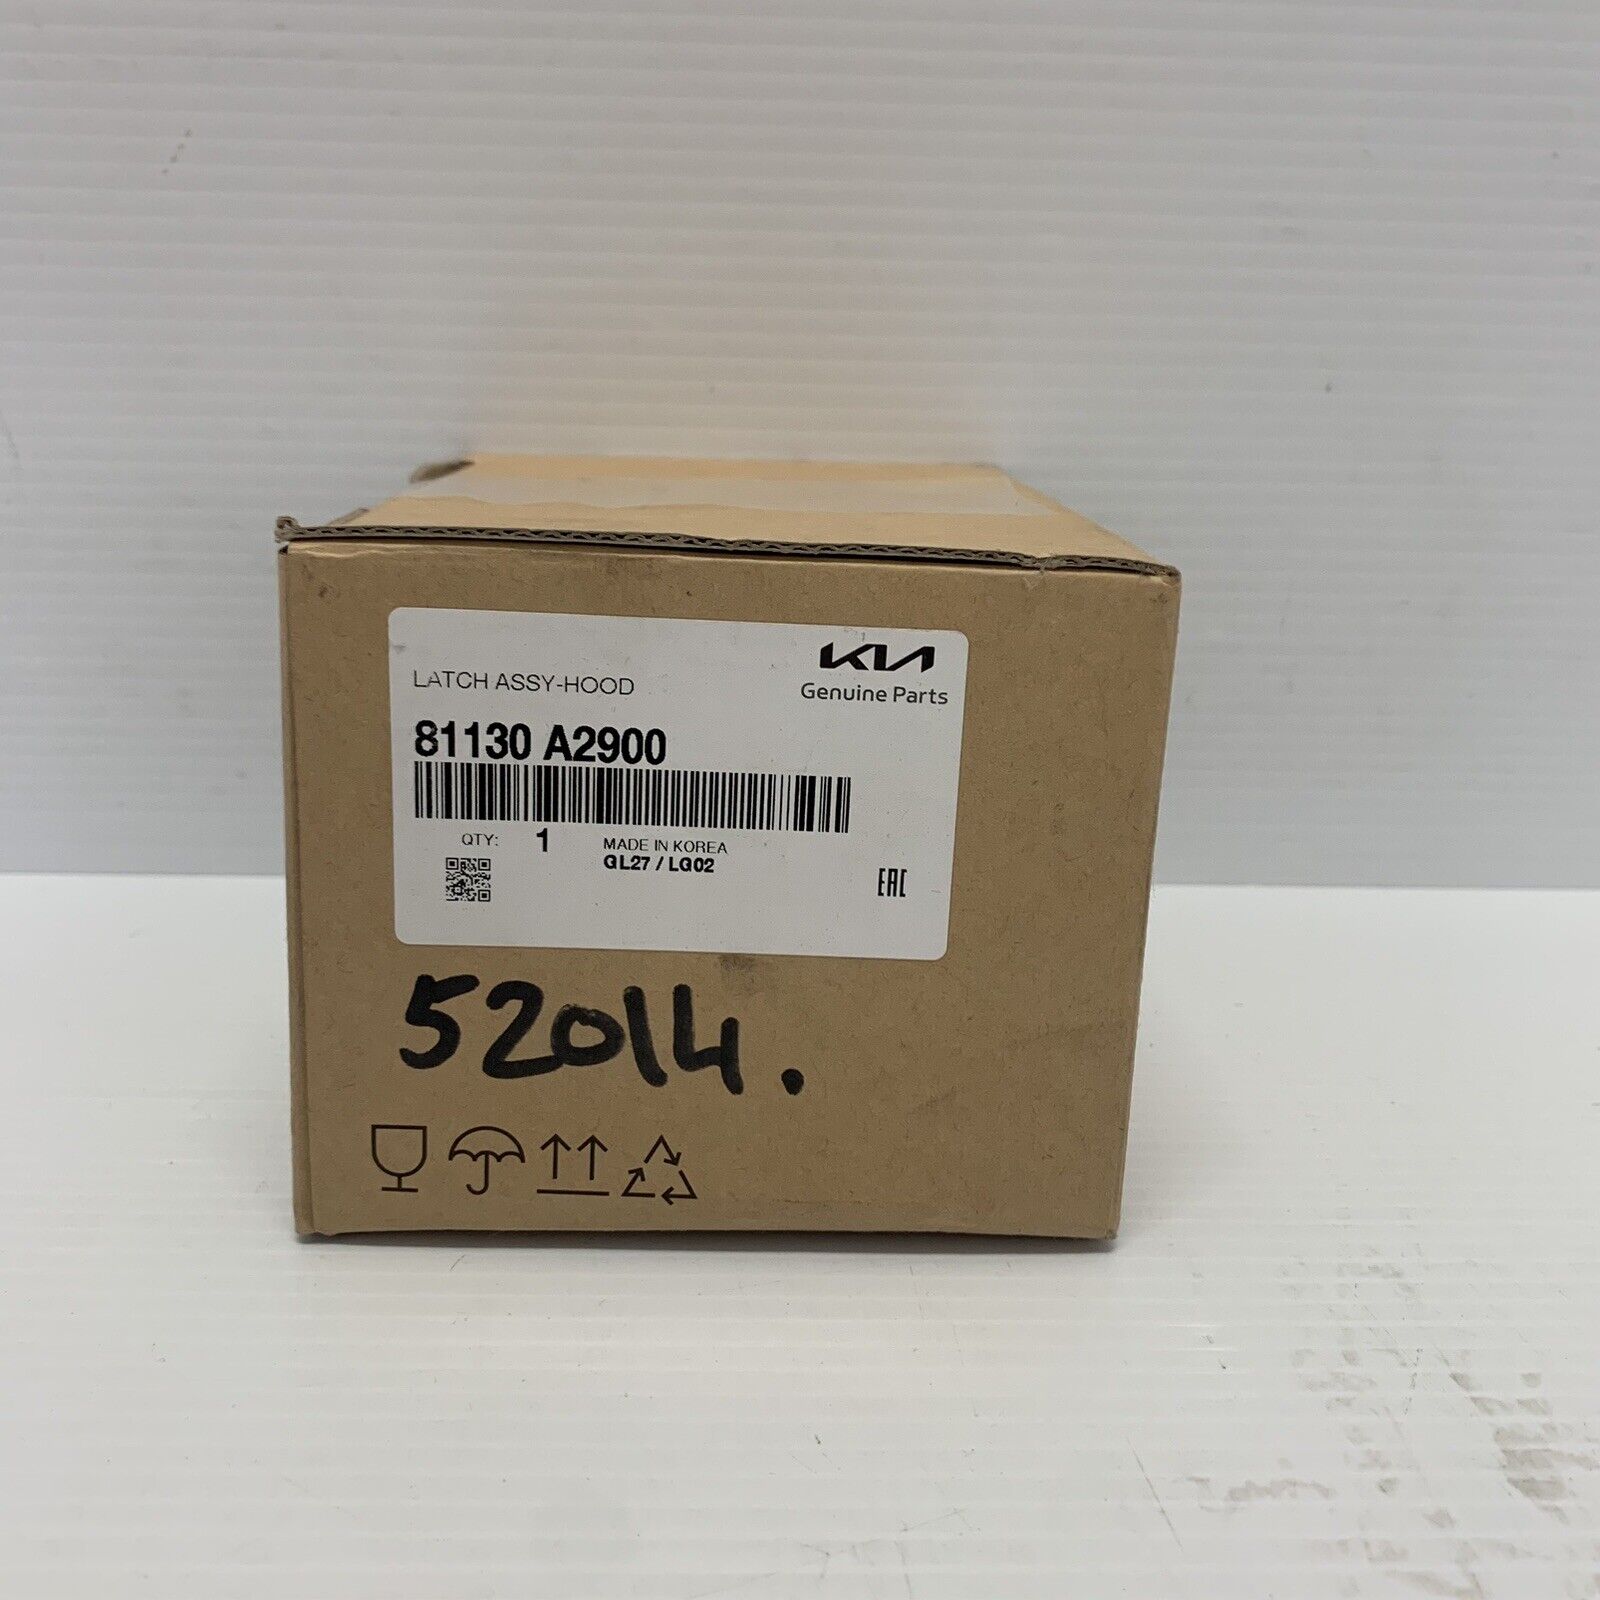 KIA
Genuine Parts
LATCH ASSY-HOOD
81130 A2900
QTY: 1 MADE IN KOREA
GL27 / LG02
EAC
52014.